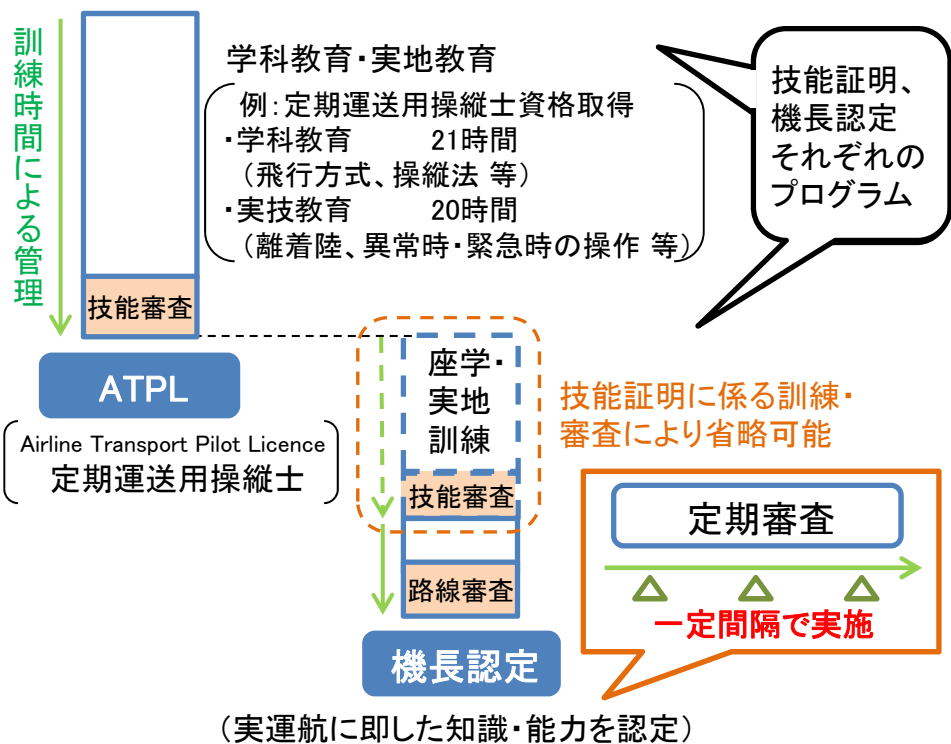 訓練時間による管理
学科教育・実地教育
例：定期運送用操縦士資格取得
・学科教育 21時間
（飛行方式、操縦法 等）
・実技教育 20時間
（離着陸、異常時・緊急時の操作 等）
技能証明、
機長認定
それぞれの
プログラム
技能審査
ATPL
Airline Transport Pilot Licence
定期運送用操縦士
座学・
実地
訓練
技能審査
技能証明に係る訓練・
審査により省略可能
路線審査
定期審査
一定間隔で実施
機長認定
（実運航に即した知識・能力を認定）